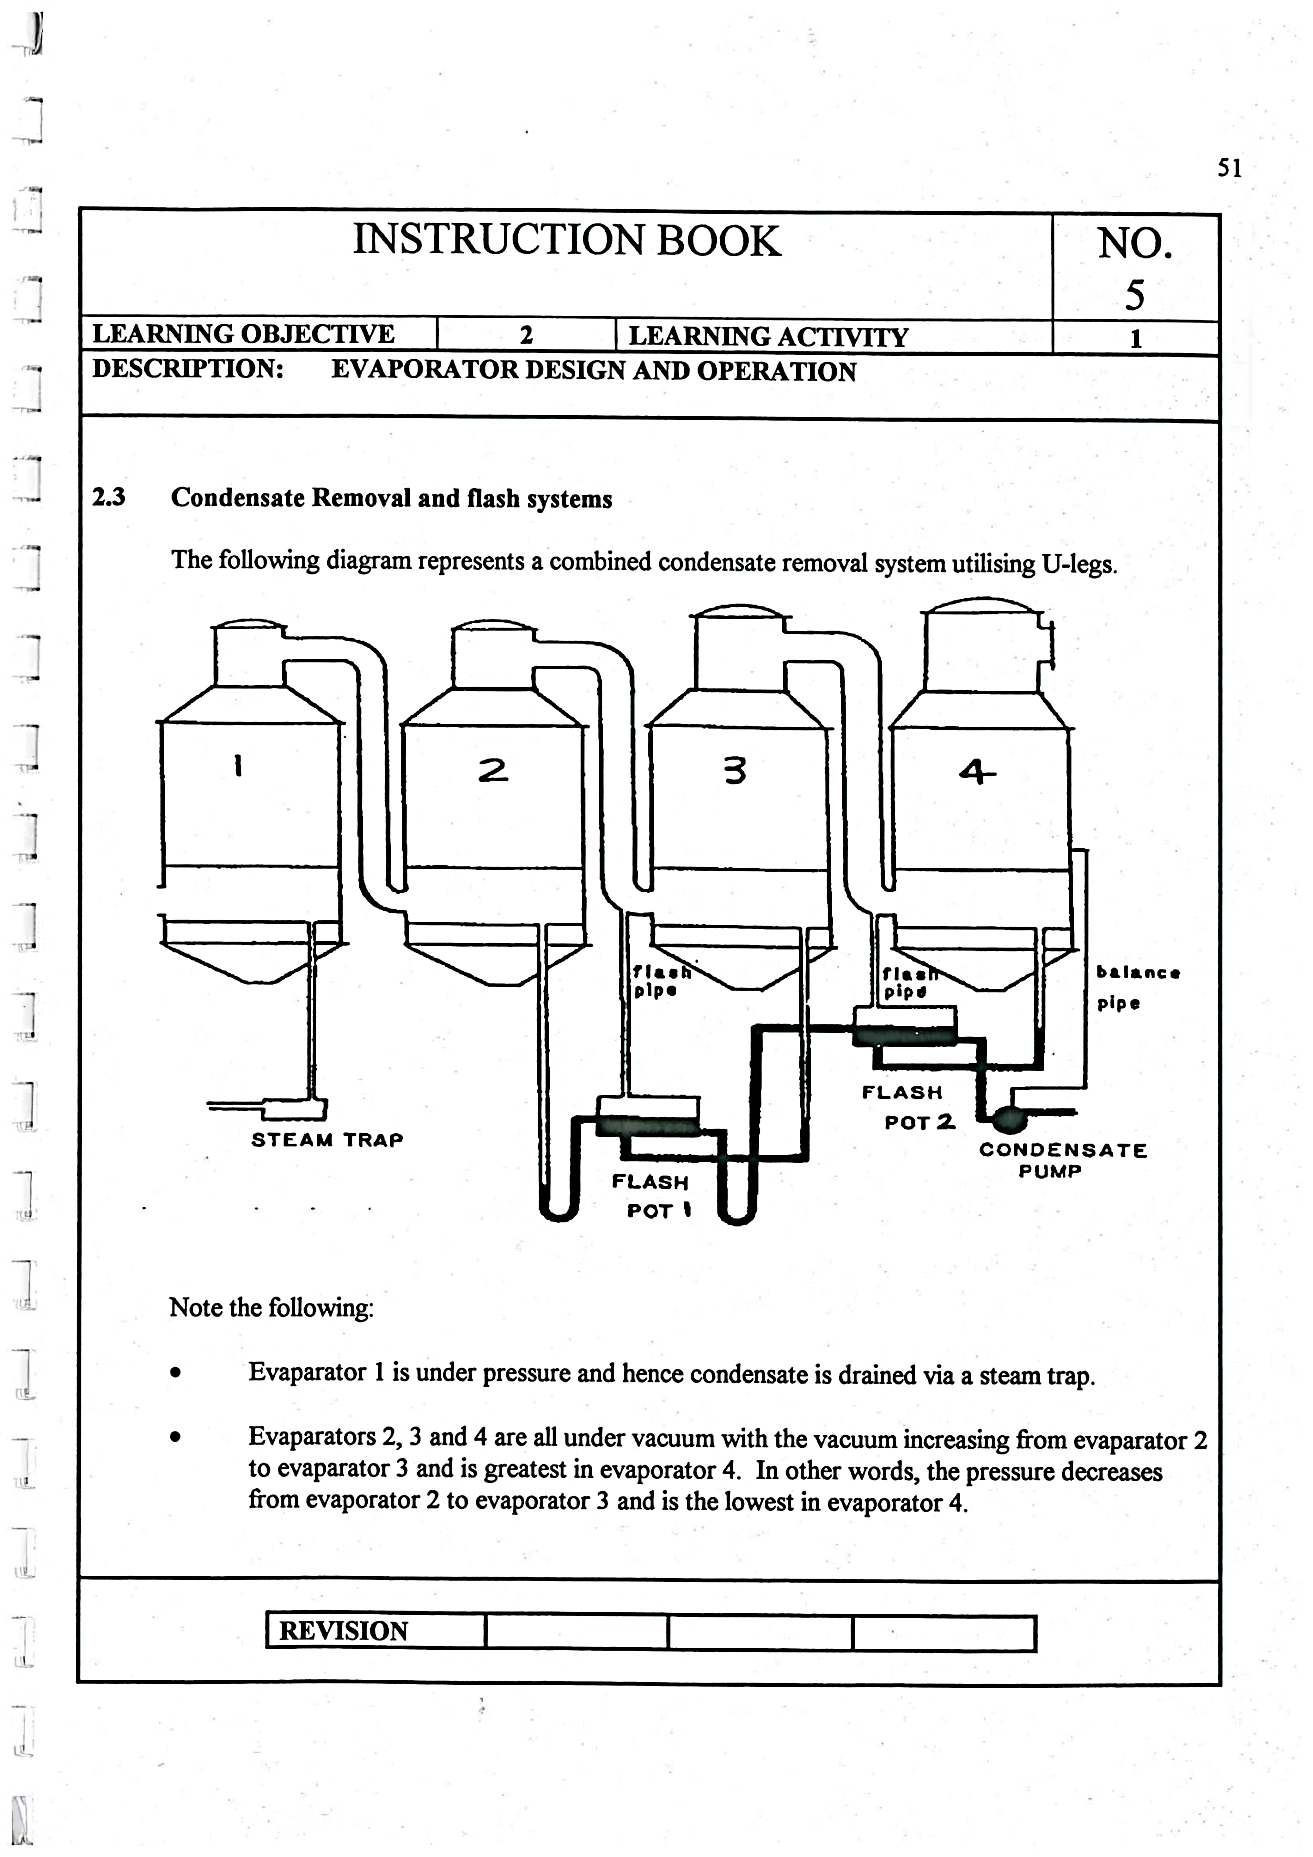 51
INSTRUCTION BOOK
NO.
5
LEARNING OBJECTIVE 2 LEARNING ACTIVITY 1
DESCRIPTION: EVAPORATOR DESIGN AND OPERATION
2.3 Condensate Removal and flash systems
The following diagram represents a combined condensate removal system utilising U-legs.
1 2 3 4
flash
pipe
flash
pipe
balance
pipe
STEAM TRAP
FLASH
POT 1
FLASH
POT 2
CONDENSATE
PUMP
Note the following:
• Evaparator 1 is under pressure and hence condensate is drained via a steam trap.
• Evaparators 2, 3 and 4 are all under vacuum with the vacuum increasing from evaparator 2
to evaparator 3 and is greatest in evaporator 4. In other words, the pressure decreases
from evaporator 2 to evaporator 3 and is the lowest in evaporator 4.
REVISION